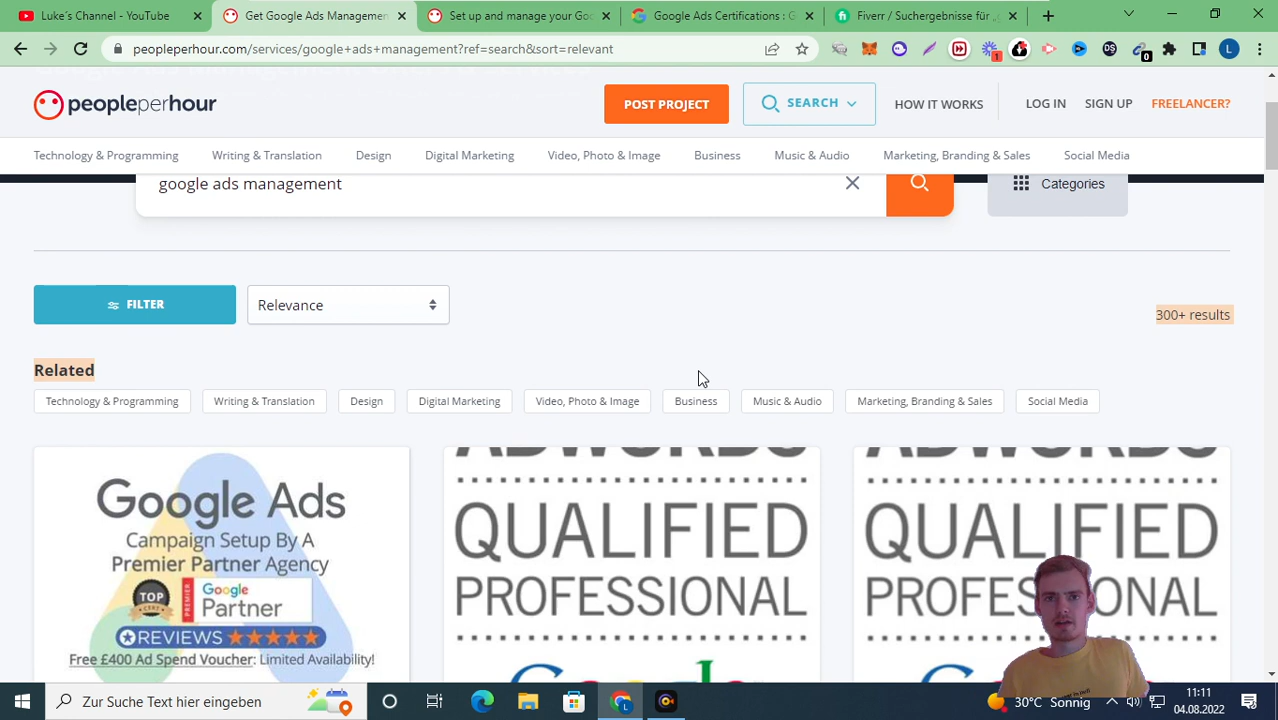 Luke's Channel - YouTube
Get Google Ads Managemen
Set up and manage your Goo
Google Ads Certifications : G
Fiverr / Suchergebnisse für „g
peopleperhour.com/services/google+ads+management?ref=search&sort=relevant
L
1
0
peopleperhour
POST PROJECT
SEARCH
HOW IT WORKS
LOG IN
SIGN UP
FREELANCER?
Technology & Programming
Writing & Translation
Design
Digital Marketing
Video, Photo & Image
Business
Music & Audio
Marketing, Branding & Sales
Social Media
google ads management
Categories
FILTER
Relevance
300+ results
Related
Technology & Programming
Writing & Translation
Design
Digital Marketing
Video, Photo & Image
Business
Music & Audio
Marketing, Branding & Sales
Social Media
Google Ads
Campaign Setup By A
Premier Partner Agency
TOP
PREMIER
Google
Partner
REVIEWS
Free £400 Ad Spend Voucher: Limited Availability!
ADWORDS
QUALIFIED
PROFESSIONAL
ADWORDS
QUALIFIED
PROFESSIONAL
Zur Suche Text hier eingeben
30°C Sonnig
11:11
04.08.2022